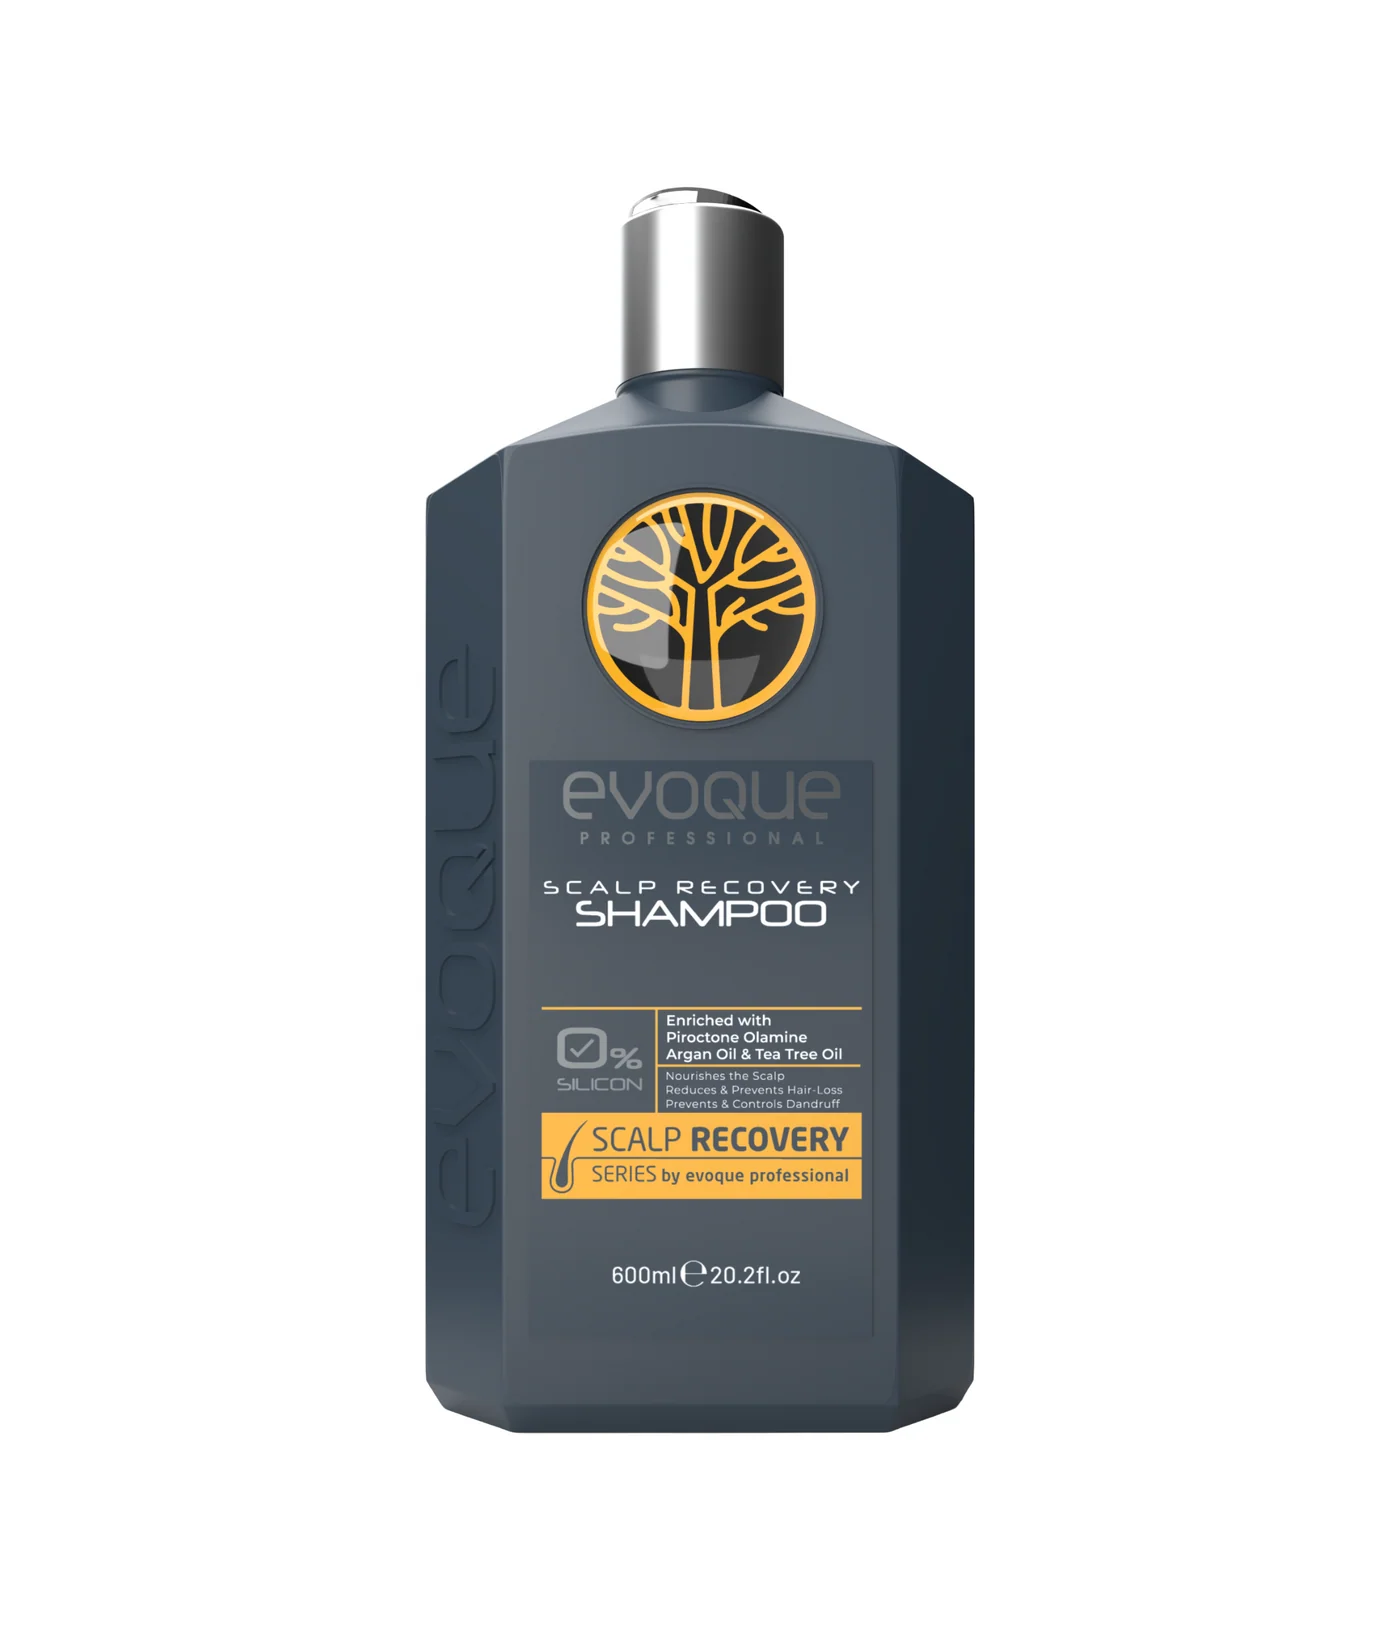 evoque
evoque
PROFESSIONAL
SCALP RECOVERY
SHAMPOO
0%
SILICON
Enriched with
Piroctone Olamine
Argan Oil & Tea Tree Oil
Nourishes the Scalp
Reduces & Prevents Hair-Loss
Prevents & Controls Dandruff
SCALP RECOVERY
SERIES by evoque professional
600ml℮20.2fl.oz